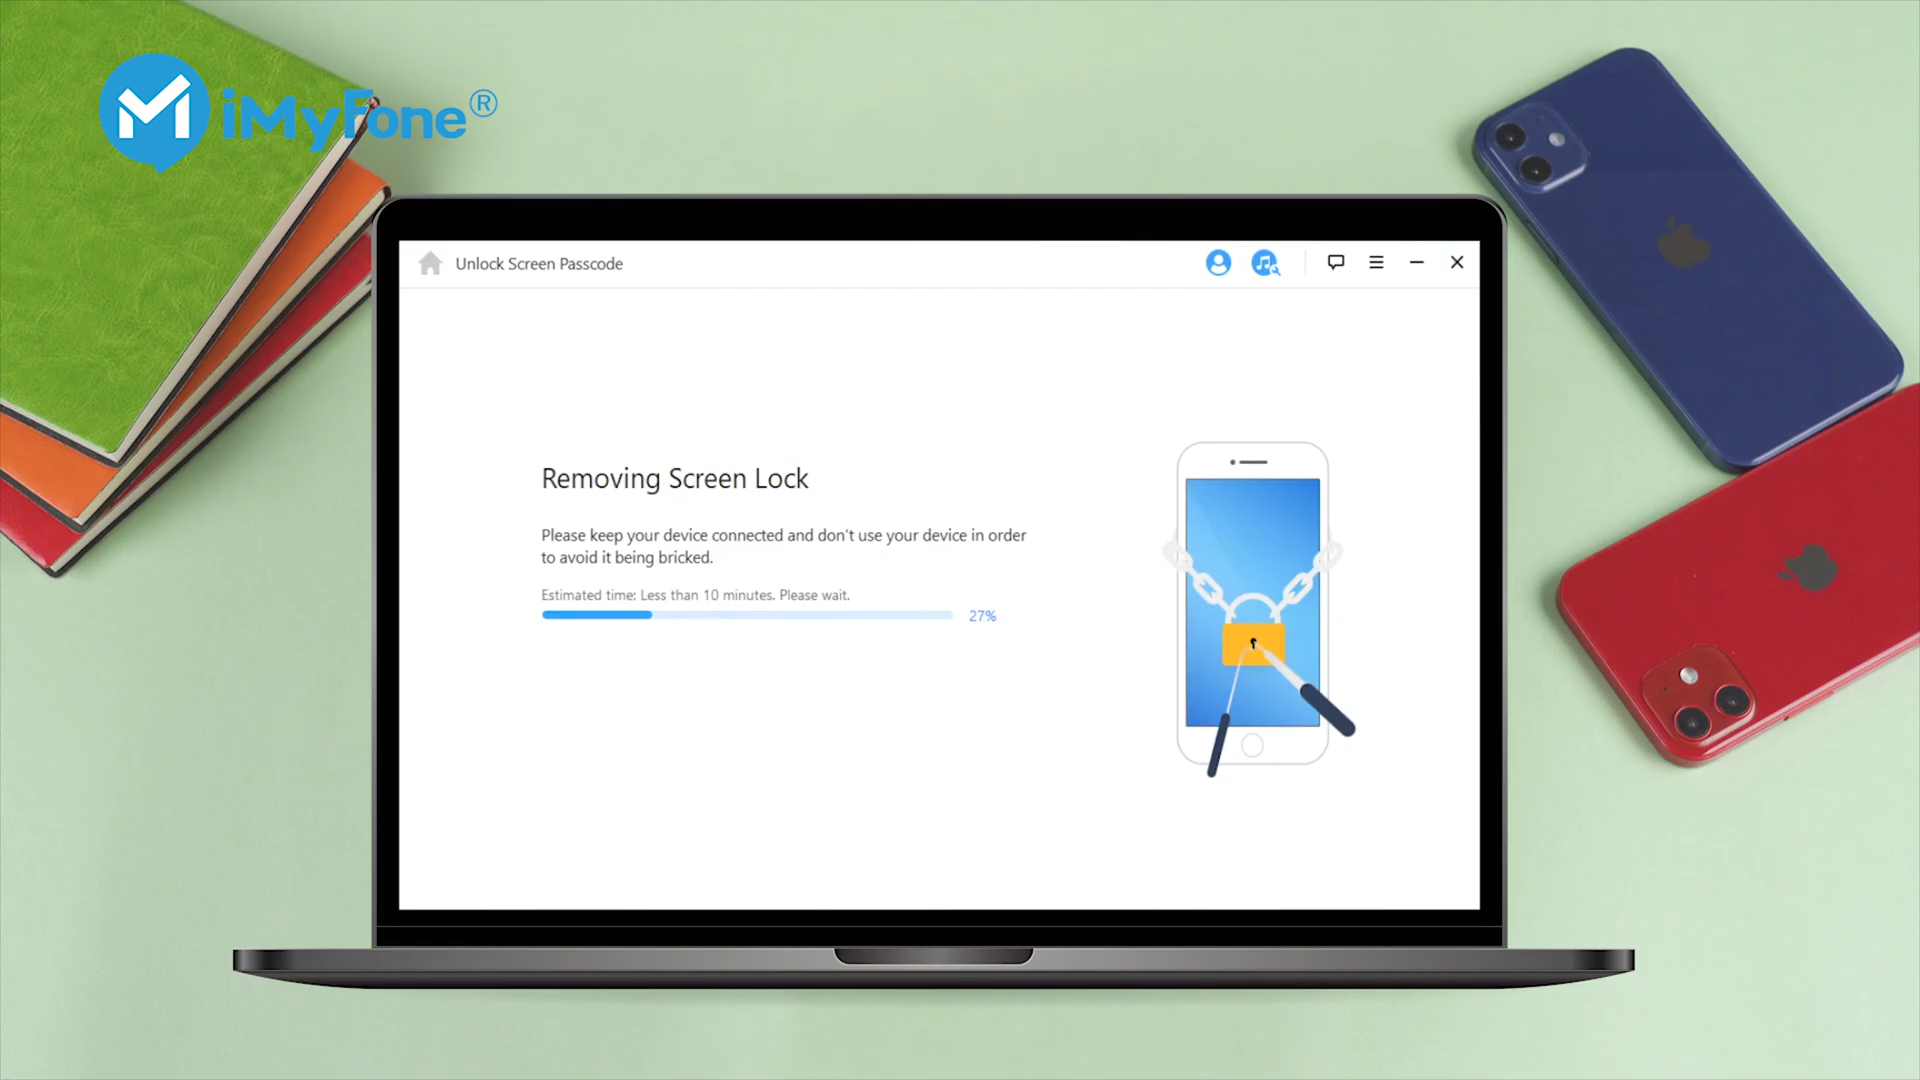 iMyFone®
Unlock Screen Passcode
Removing Screen Lock
Please keep your device connected and don't use your device in order
to avoid it being bricked.
Estimated time: Less than 10 minutes. Please wait.
27%